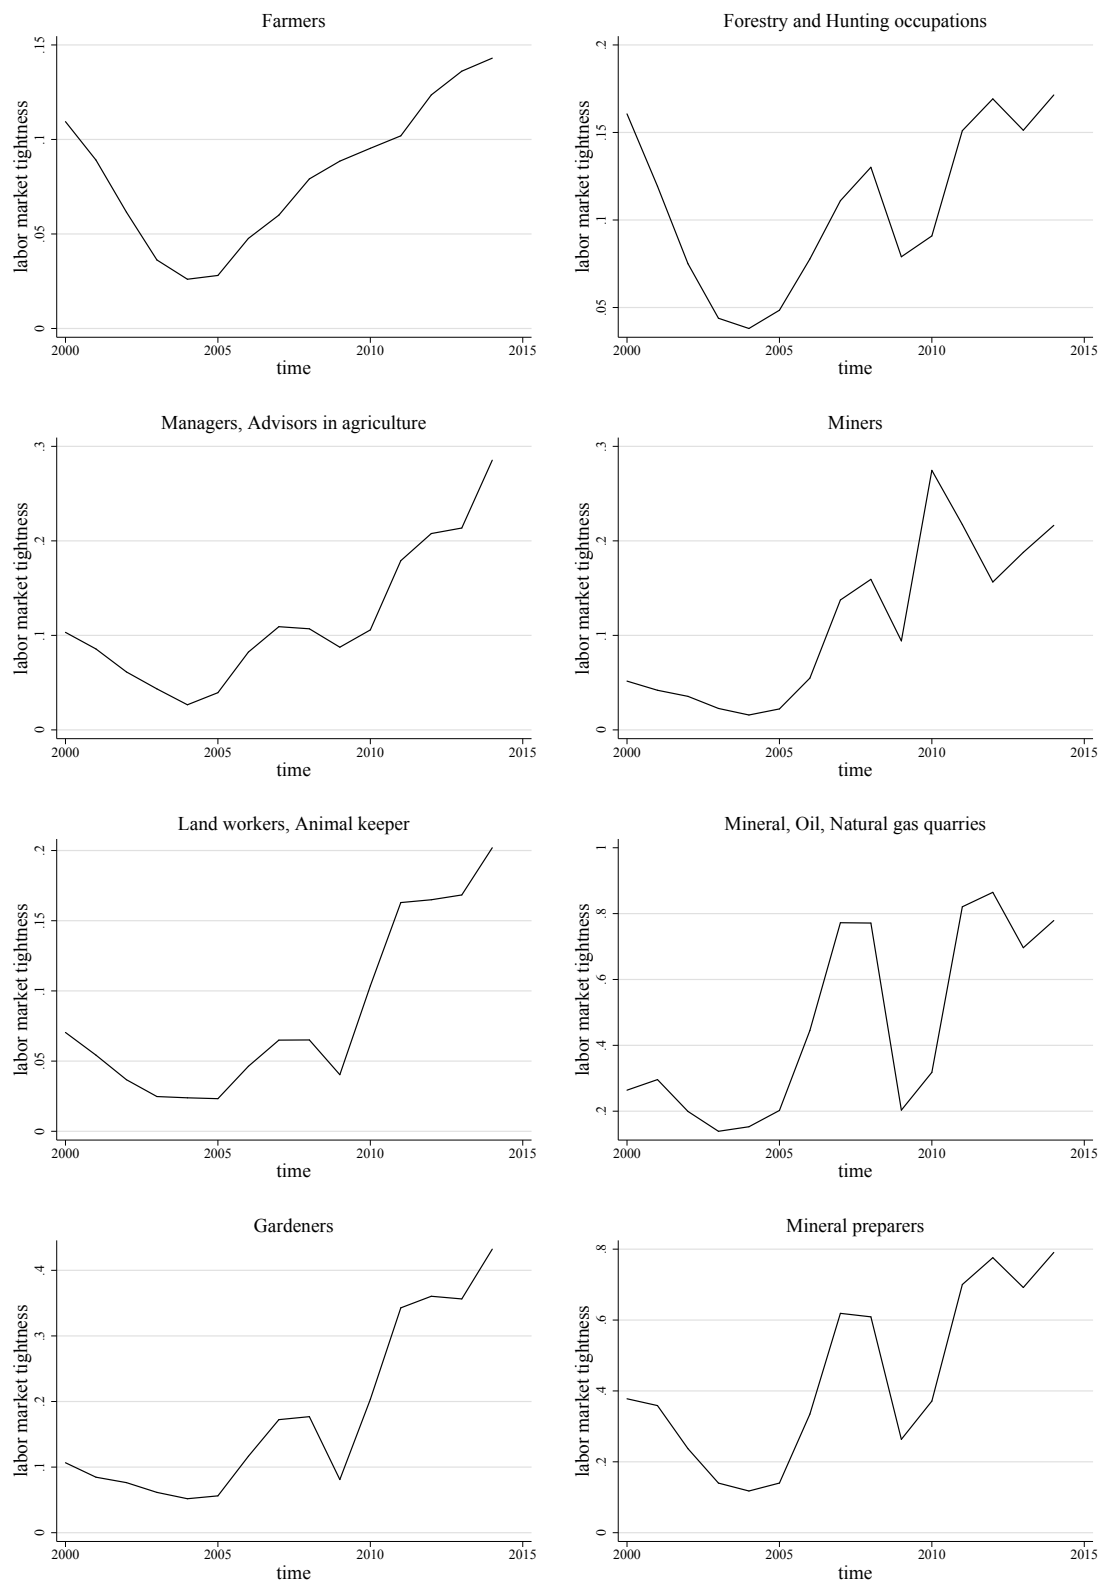 Farmers
labor market tightness
.15
.1
.05
0
2000 2005 2010 2015
time
Forestry and Hunting occupations
labor market tightness
.2
.15
.1
.05
2000 2005 2010 2015
time
Managers, Advisors in agriculture
labor market tightness
.3
.2
.1
0
2000 2005 2010 2015
time
Miners
labor market tightness
.3
.2
.1
0
2000 2005 2010 2015
time
Land workers, Animal keeper
labor market tightness
.2
.15
.1
.05
0
2000 2005 2010 2015
time
Mineral, Oil, Natural gas quarries
labor market tightness
1
.8
.6
.4
.2
2000 2005 2010 2015
time
Gardeners
labor market tightness
.4
.3
.2
.1
0
2000 2005 2010 2015
time
Mineral preparers
labor market tightness
.8
.6
.4
.2
0
2000 2005 2010 2015
time